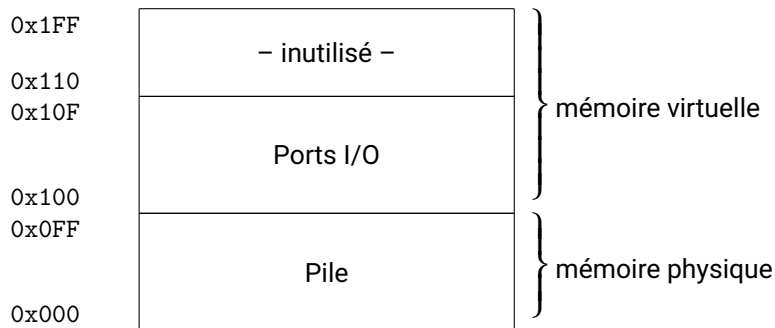 0x1FF
– inutilisé –
0x110
mémoire virtuelle
0x10F
Ports I/O
0x100
0x0FF
Pile
mémoire physique
0x000